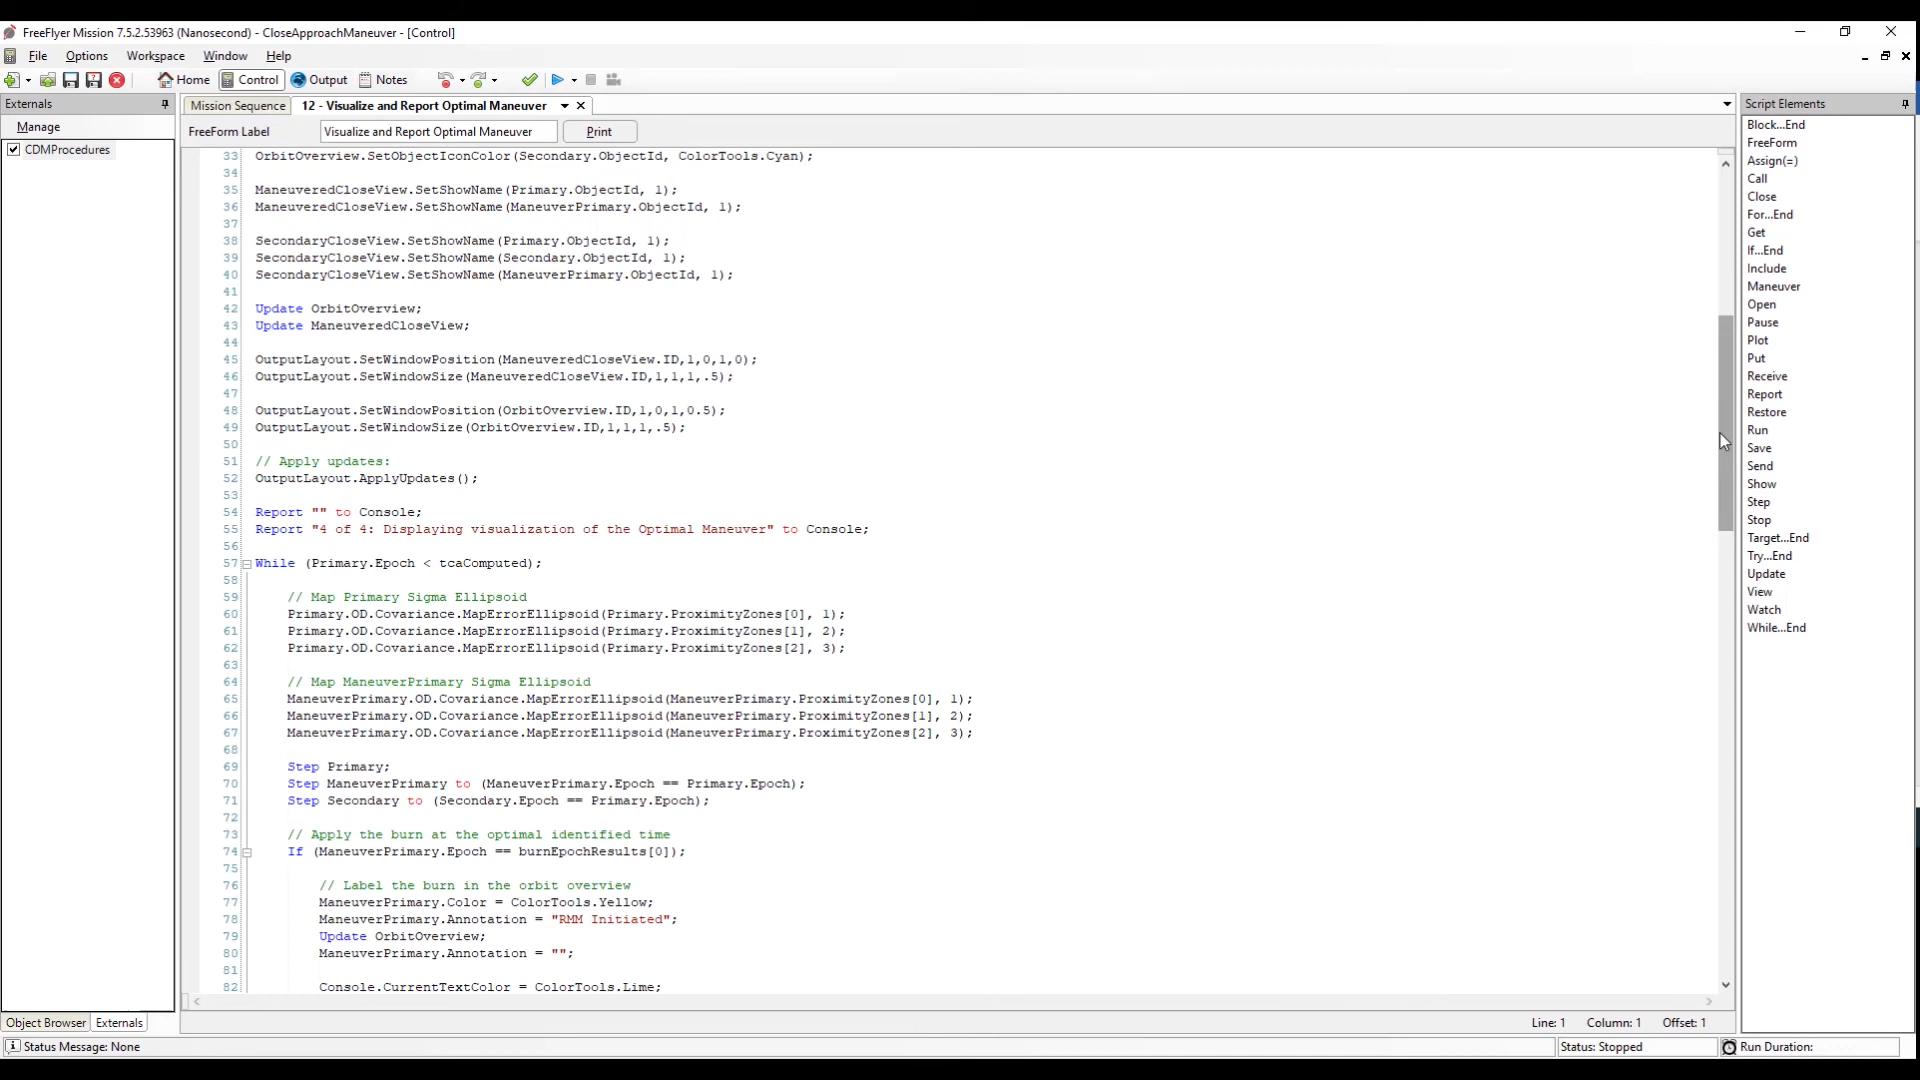 FreeFlyer Mission 7.5.2.53963 (Nanosecond) - CloseApproachManeuver - [Control]
File Options Workspace Window Help
Home Control Output Notes
Externals
Manage
CDMProcedures
Mission Sequence 12 - Visualize and Report Optimal Maneuver
FreeForm Label Visualize and Report Optimal Maneuver Print
33 OrbitOverview.SetObjectIconColor(Secondary.ObjectId, ColorTools.Cyan);
34
35 ManeuveredCloseView.SetShowName(Primary.ObjectId, 1);
36 ManeuveredCloseView.SetShowName(ManeuverPrimary.ObjectId, 1);
37
38 SecondaryCloseView.SetShowName(Primary.ObjectId, 1);
39 SecondaryCloseView.SetShowName(Secondary.ObjectId, 1);
40 SecondaryCloseView.SetShowName(ManeuverPrimary.ObjectId, 1);
41
42 Update OrbitOverview;
43 Update ManeuveredCloseView;
44
45 OutputLayout.SetWindowPosition(ManeuveredCloseView.ID,1,0,1,0);
46 OutputLayout.SetWindowSize(ManeuveredCloseView.ID,1,1,1,.5);
47
48 OutputLayout.SetWindowPosition(OrbitOverview.ID,1,0,1,0.5);
49 OutputLayout.SetWindowSize(OrbitOverview.ID,1,1,1,.5);
50
51 // Apply updates:
52 OutputLayout.ApplyUpdates();
53
54 Report "" to Console;
55 Report "4 of 4: Displaying visualization of the Optimal Maneuver" to Console;
56
57 While (Primary.Epoch < tcaComputed);
58
59 // Map Primary Sigma Ellipsoid
60 Primary.OD.Covariance.MapErrorEllipsoid(Primary.ProximityZones[0], 1);
61 Primary.OD.Covariance.MapErrorEllipsoid(Primary.ProximityZones[1], 2);
62 Primary.OD.Covariance.MapErrorEllipsoid(Primary.ProximityZones[2], 3);
63
64 // Map ManeuverPrimary Sigma Ellipsoid
65 ManeuverPrimary.OD.Covariance.MapErrorEllipsoid(ManeuverPrimary.ProximityZones[0], 1);
66 ManeuverPrimary.OD.Covariance.MapErrorEllipsoid(ManeuverPrimary.ProximityZones[1], 2);
67 ManeuverPrimary.OD.Covariance.MapErrorEllipsoid(ManeuverPrimary.ProximityZones[2], 3);
68
69 Step Primary;
70 Step ManeuverPrimary to (ManeuverPrimary.Epoch == Primary.Epoch);
71 Step Secondary to (Secondary.Epoch == Primary.Epoch);
72
73 // Apply the burn at the optimal identified time
74 If (ManeuverPrimary.Epoch == burnEpochResults[0]);
75
76 // Label the burn in the orbit overview
77 ManeuverPrimary.Color = ColorTools.Yellow;
78 ManeuverPrimary.Annotation = "RMM Initiated";
79 Update OrbitOverview;
80 ManeuverPrimary.Annotation = "";
81
82 Console.CurrentTextColor = ColorTools.Lime;
Script Elements
Block...End
FreeForm
Assign(=)
Call
Close
For...End
Get
If...End
Include
Maneuver
Open
Pause
Plot
Put
Receive
Report
Restore
Run
Save
Send
Show
Step
Stop
Target...End
Try...End
Update
View
Watch
While...End
Object Browser Externals
Line: 1 Column: 1 Offset: 1
Status Message: None
Status: Stopped
Run Duration: